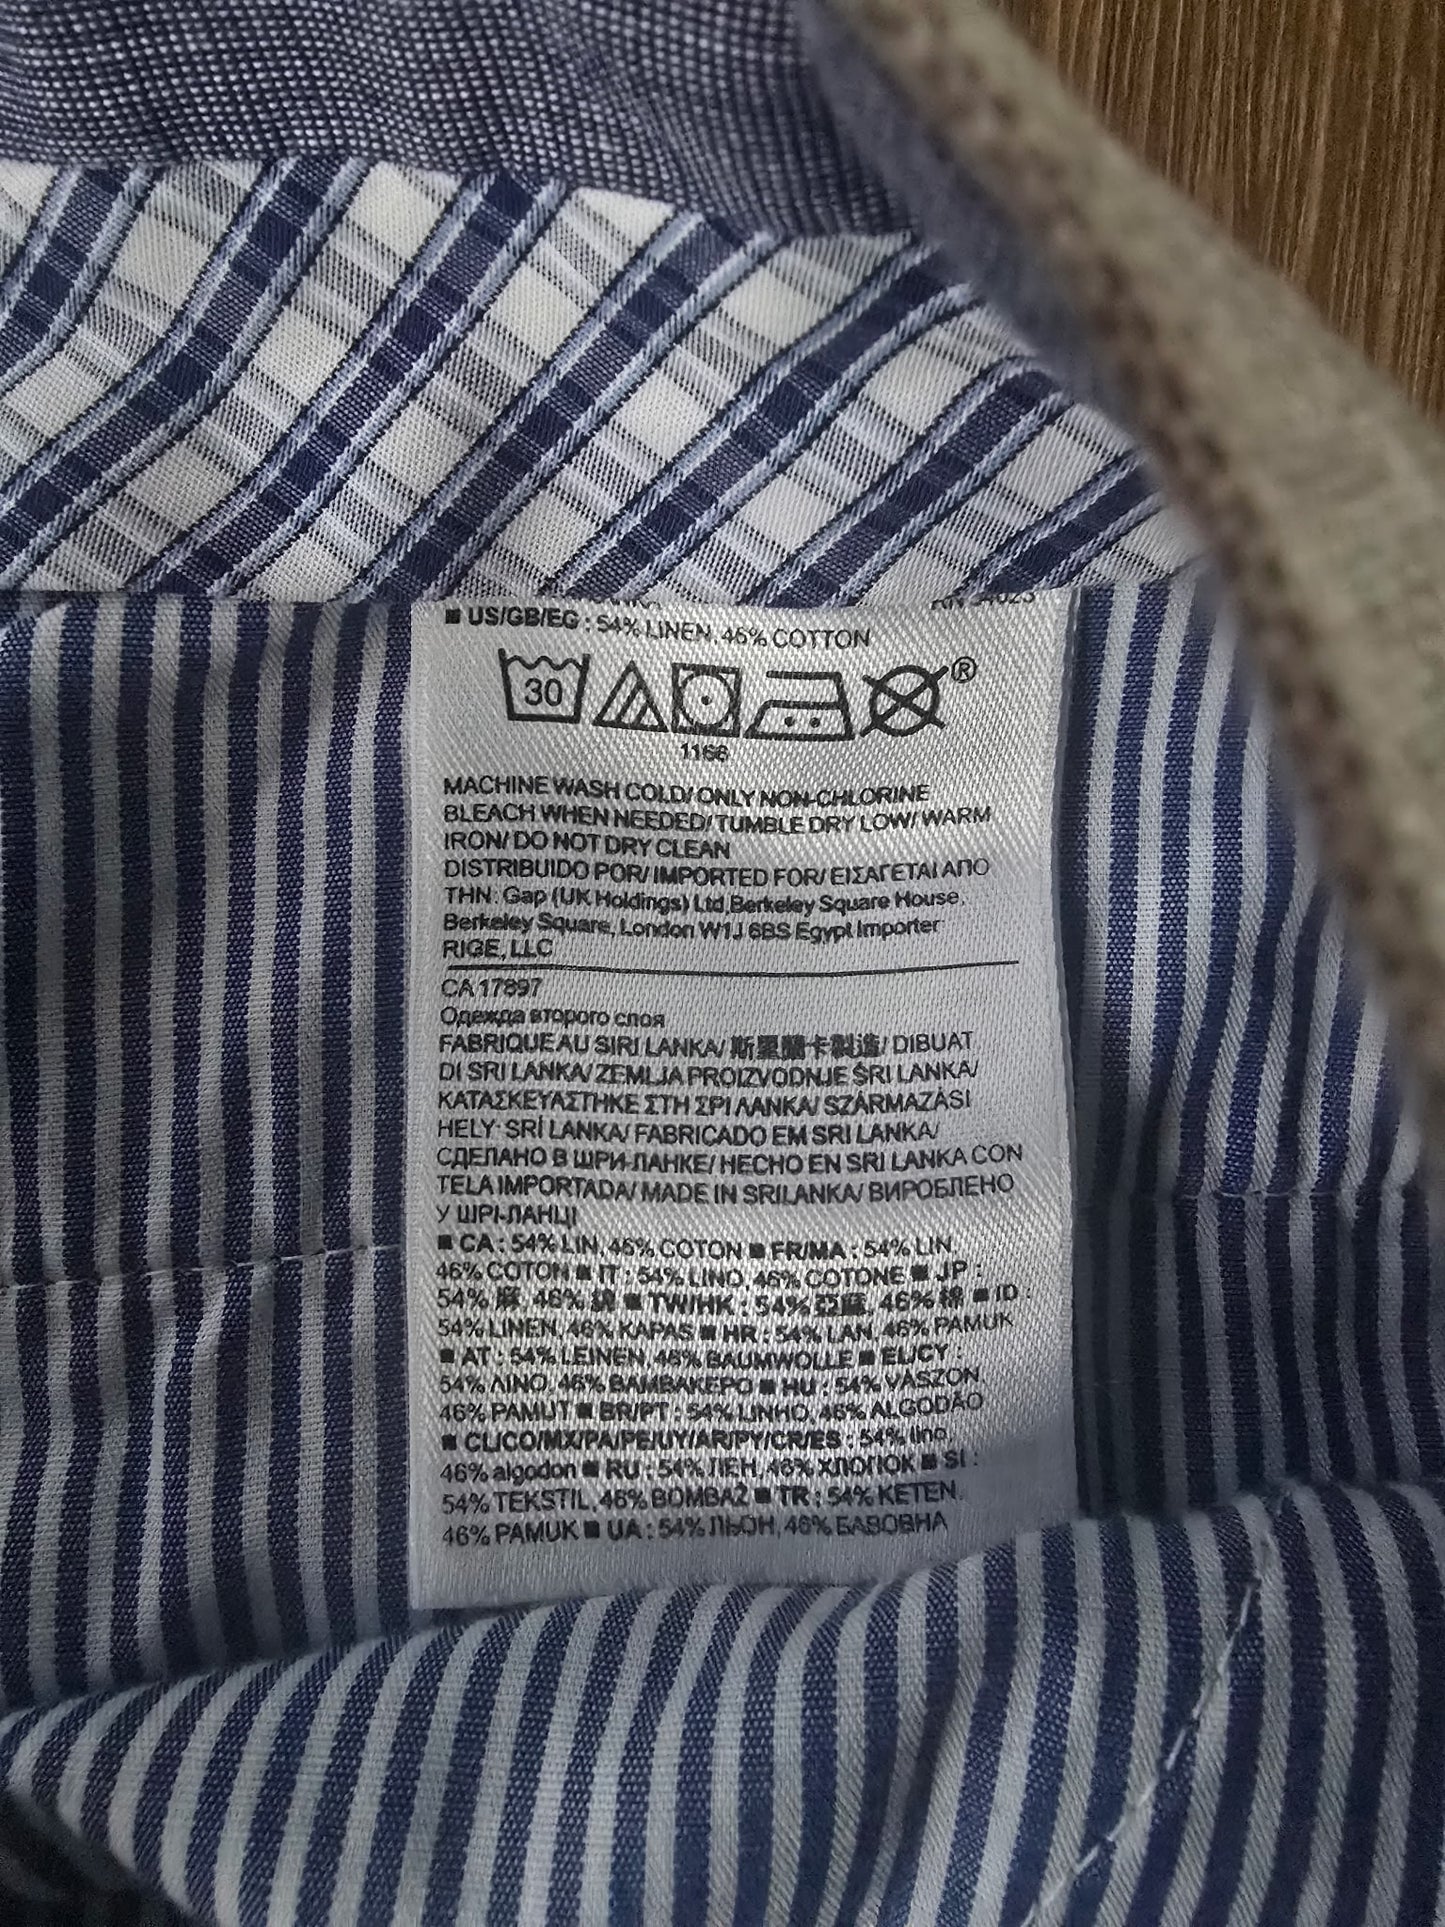 RN 54023
■ US/GB/EG : 54% LINEN, 46% COTTON
30
®
1166
MACHINE WASH COLD/ ONLY NON-CHLORINE
BLEACH WHEN NEEDED/ TUMBLE DRY LOW/ WARM
IRON/ DO NOT DRY CLEAN
DISTRIBUIDO POR/ IMPORTED FOR/ ΕΙΣΑΓΕΤΑΙ ΑΠΟ
THN: Gap (UK Holdings) Ltd,Berkeley Square House,
Berkeley Square, London W1J 6BS Egypt Importer
RIGE, LLC
CA 17897
Одежда второго слоя
FABRIQUE AU SIRI LANKA/ 斯里蘭卡製造/ DIBUAT
DI SRI LANKA/ ZEMLJA PROIZVODNJE ŠRI LANKA/
ΚΑΤΑΣΚΕΥΑΣΤΗΚΕ ΣΤΗ ΣΡΙ ΛΑΝΚΑ/ SZÁRMAZÁSI
HELY: SRÍ LANKA/ FABRICADO EM SRI LANKA/
СДЕЛАНО В ШРИ-ЛАНКЕ/ HECHO EN SRI LANKA CON
TELA IMPORTADA/ MADE IN SRILANKA/ ВИРОБЛЕНО
У ШРІ-ЛАНЦІ
■ CA : 54% LIN, 46% COTON ■ FR/MA : 54% LIN,
46% COTON ■ IT : 54% LINO, 46% COTONE ■ JP :
54% 麻, 46% 綿 ■ TW/HK : 54% 亞麻, 46% 棉 ■ ID :
54% LINEN, 46% KAPAS ■ HR : 54% LAN, 46% PAMUK
■ AT : 54% LEINEN, 46% BAUMWOLLE ■ EL/CY :
54% ΛΙΝΟ, 46% ΒΑΜΒΑΚΕΡΟ ■ HU : 54% VÁSZON,
46% PAMUT ■ BR/PT : 54% LINHO, 46% ALGODÃO
■ CL/CO/MX/PA/PE/UY/AR/PY/CR/ES : 54% lino,
46% algodon ■ RU : 54% ЛЕН, 46% ХЛОПОК ■ SI :
54% TEKSTIL, 46% BOMBAŽ ■ TR : 54% KETEN,
46% PAMUK ■ UA : 54% ЛЬОН, 46% БАВОВНА